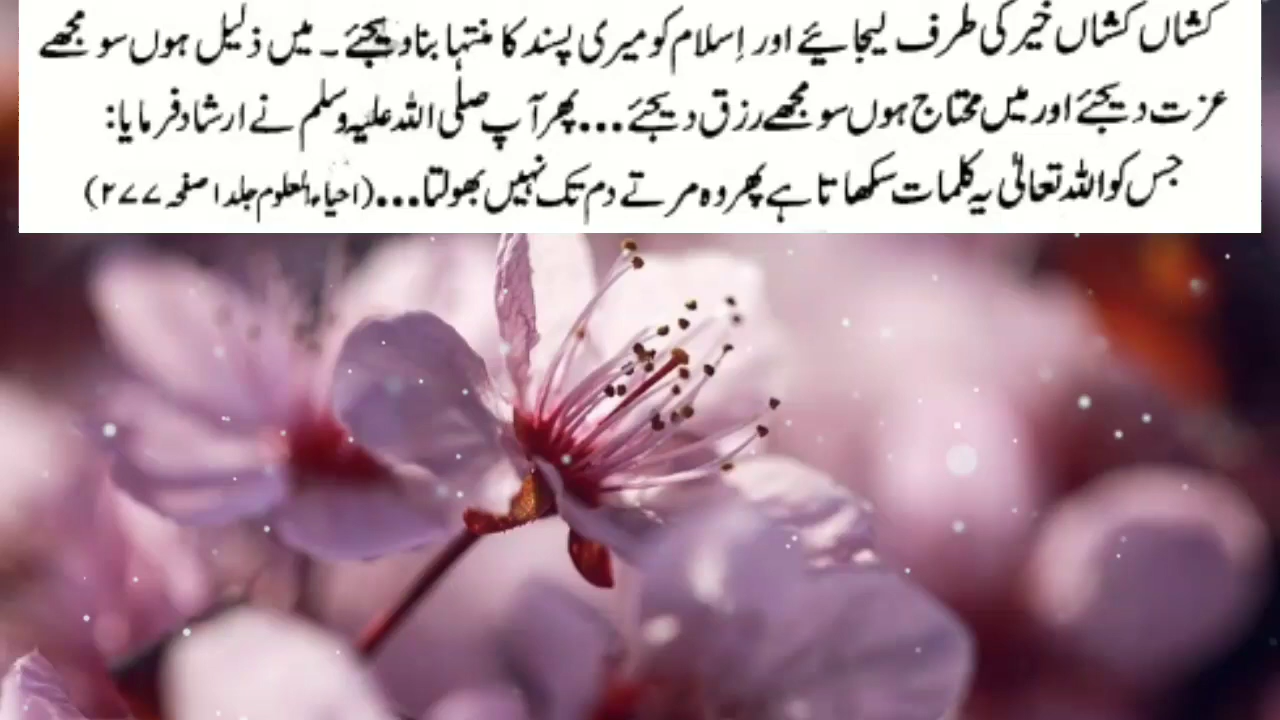 کشاں کشاں خیر کی طرف لیجائیے اور اِسلام کو میری پسند کا منتہا بنا دیجئے ۔ میں ذلیل ہوں سو مجھے
عزت دیجئے اور میں محتاج ہوں سو مجھے رزق دیجئے... پھر آپ صلی اللہ علیہ وسلم نے ارشاد فرمایا:
جس کو اللہ تعالیٰ یہ کلمات سکھاتا ہے پھر وہ مرتے دم تک نہیں بھولتا...(احیاء العلوم جلد ۱ صفحہ ۲۷۷)